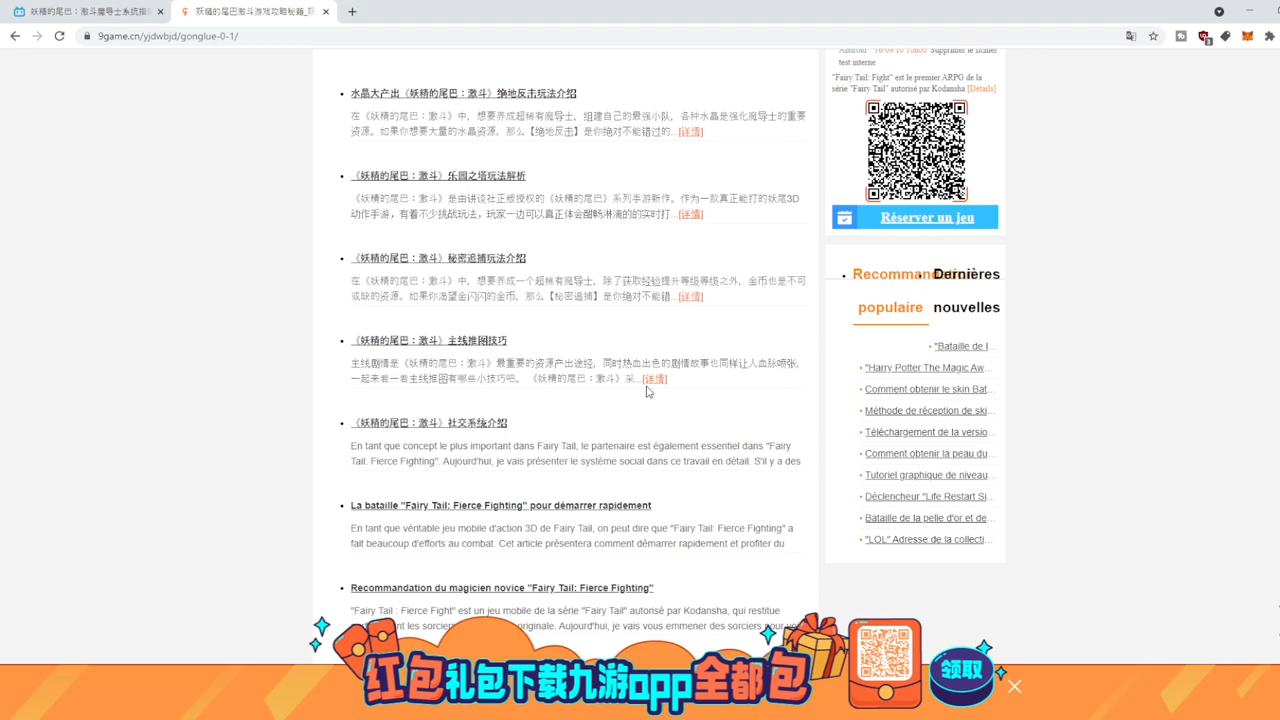 妖精的尾巴：激斗魔导士系统指
妖精的尾巴激斗游戏攻略秘籍_妖
9game.cn/yjdwbjd/gonglue-0-1/
水晶大产出《妖精的尾巴：激斗》绝地反击玩法介绍
在《妖精的尾巴：激斗》中，想要养成超稀有魔导士，组建自己的最强小队，各种水晶是强化魔导士的重要
资源。如果你想要大量的水晶资源，那么【绝地反击】是你绝对不能错过的...[详情]
《妖精的尾巴：激斗》乐园之塔玩法解析
《妖精的尾巴：激斗》是由讲谈社正版授权的《妖精的尾巴》系列手游新作。作为一款真正能打的妖尾3D
动作手游，有着不少挑战玩法，玩家一边可以真正体会酣畅淋漓的的实时打...[详情]
《妖精的尾巴：激斗》秘密追捕玩法介绍
在《妖精的尾巴：激斗》中，想要养成一个超稀有魔导士，除了获取经验提升等级等级之外，金币也是不可
或缺的资源。如果你渴望金闪闪的金币，那么【秘密追捕】是你绝对不能错...[详情]
《妖精的尾巴：激斗》主线推图技巧
主线剧情是《妖精的尾巴：激斗》最重要的资源产出途经，同时热血出色的剧情故事也同样让人血脉喷张，
一起来看一看主线推图有哪些小技巧吧。 《妖精的尾巴：激斗》采...[详情]
《妖精的尾巴：激斗》社交系统介绍
En tant que concept le plus important dans Fairy Tail, le partenaire est également essentiel dans "Fairy
Tail: Fierce Fighting". Aujourd'hui, je vais présenter le système social dans ce travail en détail. S'il y a des
La bataille "Fairy Tail: Fierce Fighting" pour démarrer rapidement
En tant que véritable jeu mobile d'action 3D de Fairy Tail, on peut dire que "Fairy Tail: Fierce Fighting" a
fait beaucoup d'efforts au combat. Cet article présentera comment démarrer rapidement et profiter du
Recommandation du magicien novice "Fairy Tail: Fierce Fighting"
"Fairy Tail : Fierce Fight" est un jeu mobile de la série "Fairy Tail" autorisé par Kodansha, qui restitue
les sorciers originale. Aujourd'hui, je vais vous emmener des sorciers pour
Android : 16/09/10 10h00 Supprimer le fichier
test interne
"Fairy Tail: Fight" est le premier ARPG de la
série "Fairy Tail" autorisé par Kodansha [Détails]
Réserver un jeu
Recommandation populaire
Dernières nouvelles
"Bataille de l...
"Harry Potter The Magic Aw...
Comment obtenir le skin Bat...
Méthode de réception de ski...
Téléchargement de la versio...
Comment obtenir la peau du...
Tutoriel graphique de niveau...
Déclencheur "Life Restart Si...
Bataille de la pelle d'or et de...
"LOL" Adresse de la collecti...
红包礼包下载九游app全都包
领取